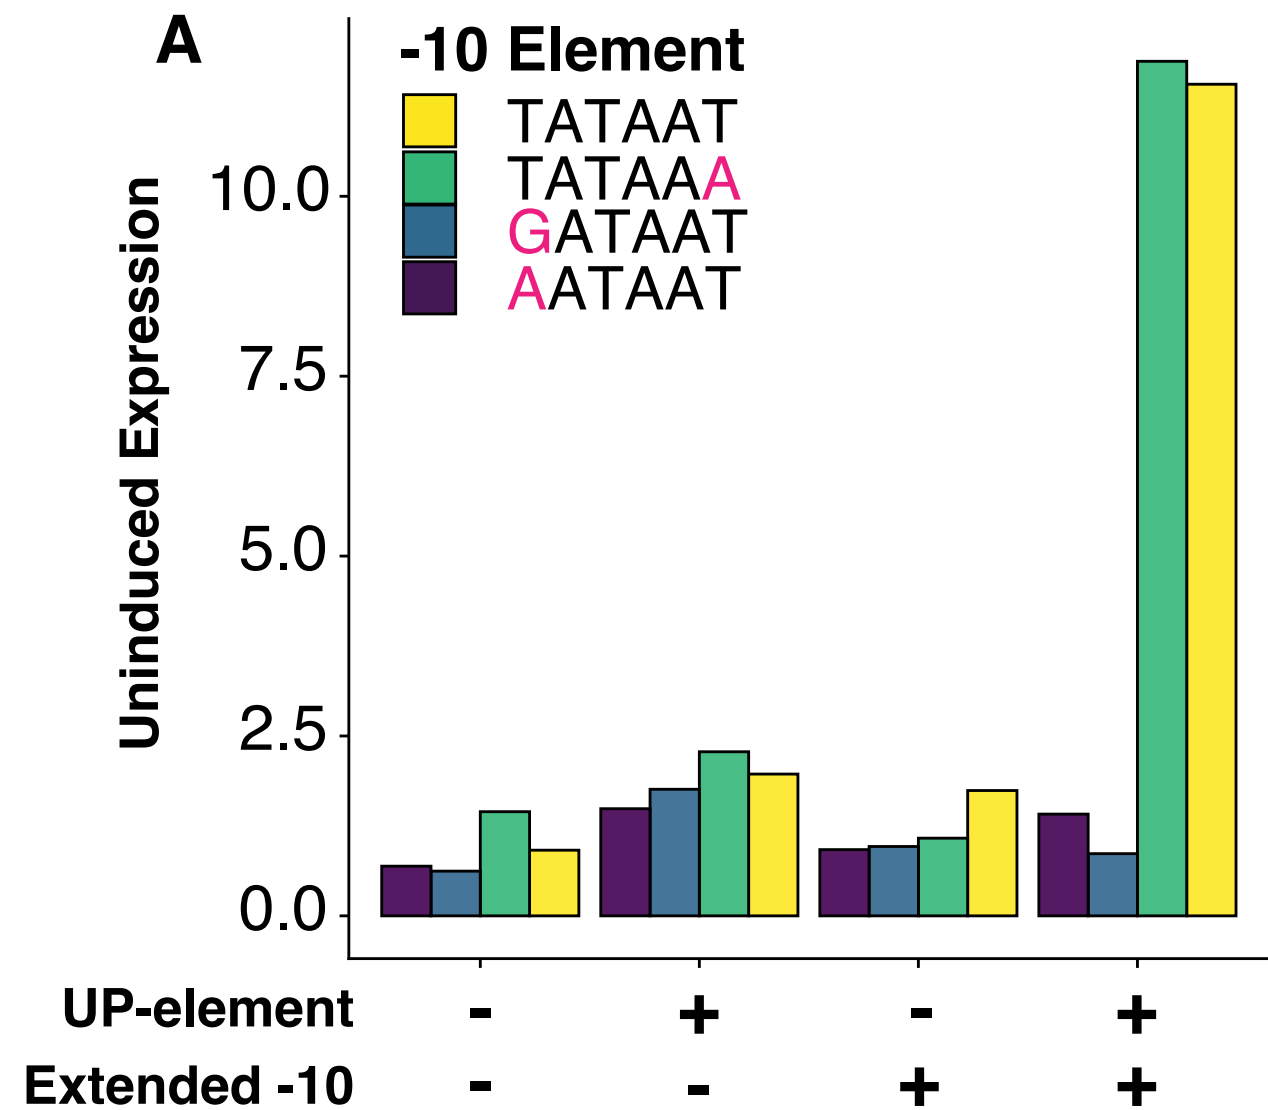 A
-10 Element
TATAAT
TATAAA
GATAAT
AATAAT
Uninduced Expression
10.0
7.5
5.0
2.5
0.0
UP-element - + - +
Extended -10 - - + +